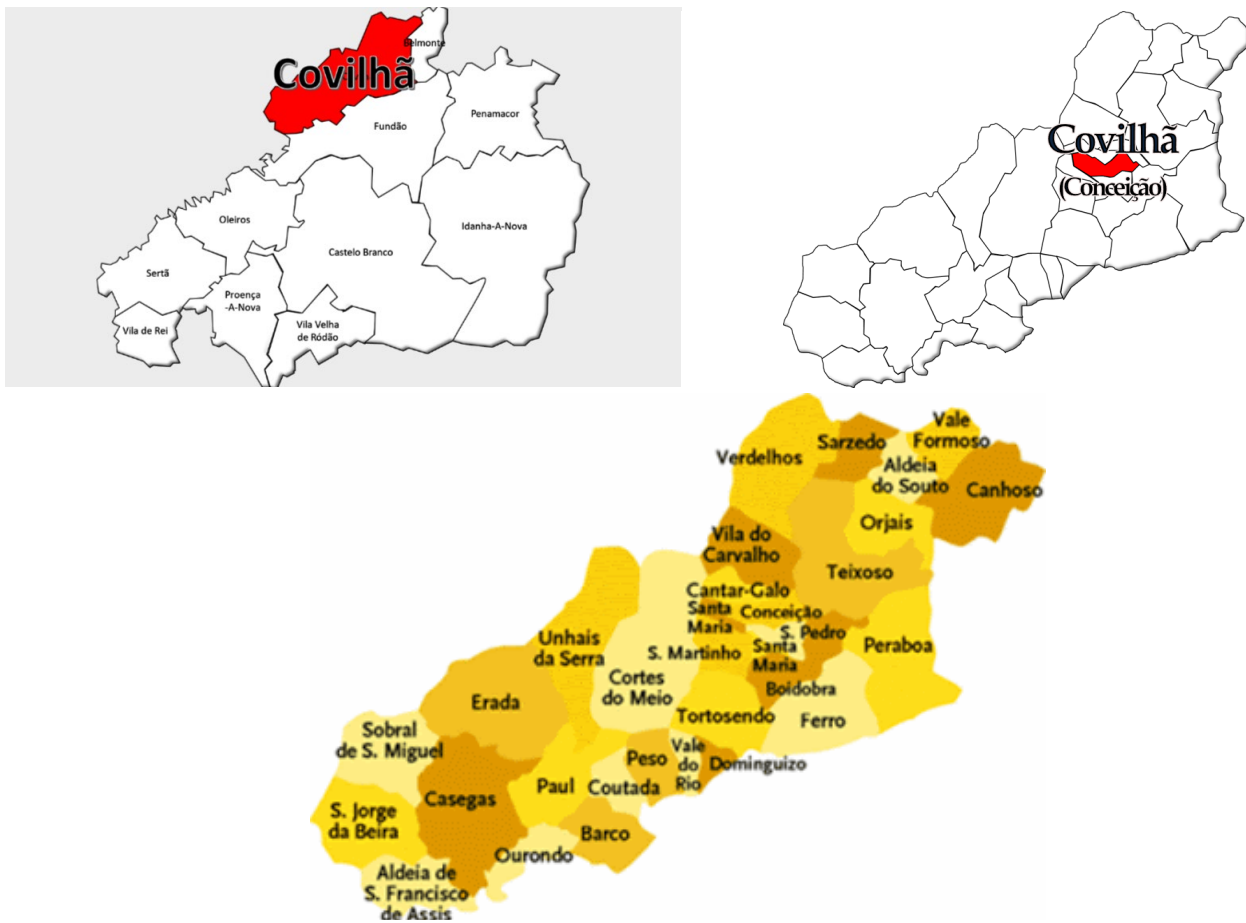 Belmonte
Covilhã
Fundão
Penamacor
Oleiros
Idanha-A-Nova
Castelo Branco
Sertã
Proença
-A-Nova
Vila de Rei
Vila Velha
de Ródão
Covilhã
(Conceição)
Vale
Formoso
Sarzedo
Verdelhos
Aldeia
do Souto
Canhoso
Orjais
Vila do
Carvalho
Teixoso
Cantar-Galo
Santa
Maria
Conceição
S. Pedro
Unhais
da Serra
S. Martinho
Santa
Maria
Peraboa
Cortes
do Meio
Boidobra
Erada
Tortosendo
Ferro
Sobral
de S. Miguel
Peso
Vale
do
Rio
Dominguizo
Paul
Coutada
Casegas
S. Jorge
da Beira
Barco
Ourondo
Aldeia de
S. Francisco
de Assis